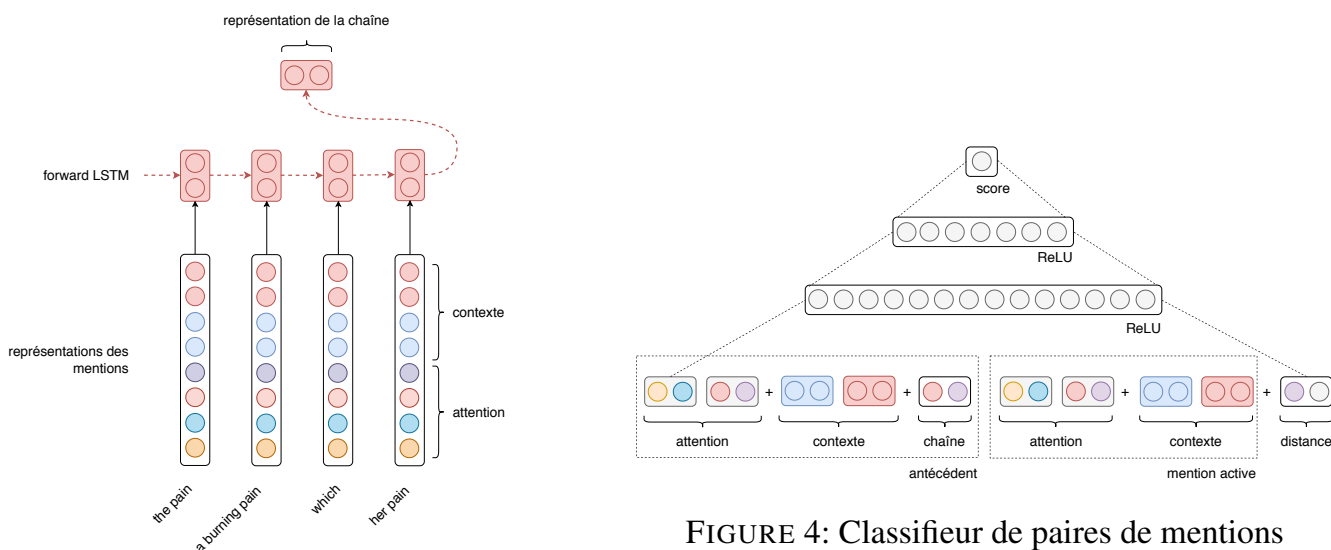 représentation de la chaîne
forward LSTM
représentations des
mentions
contexte
attention
the pain
a burning pain
which
her pain
score
ReLU
ReLU
+ + + +
attention contexte chaîne attention contexte distance
antécédent mention active
FIGURE 4: Classifieur de paires de mentions